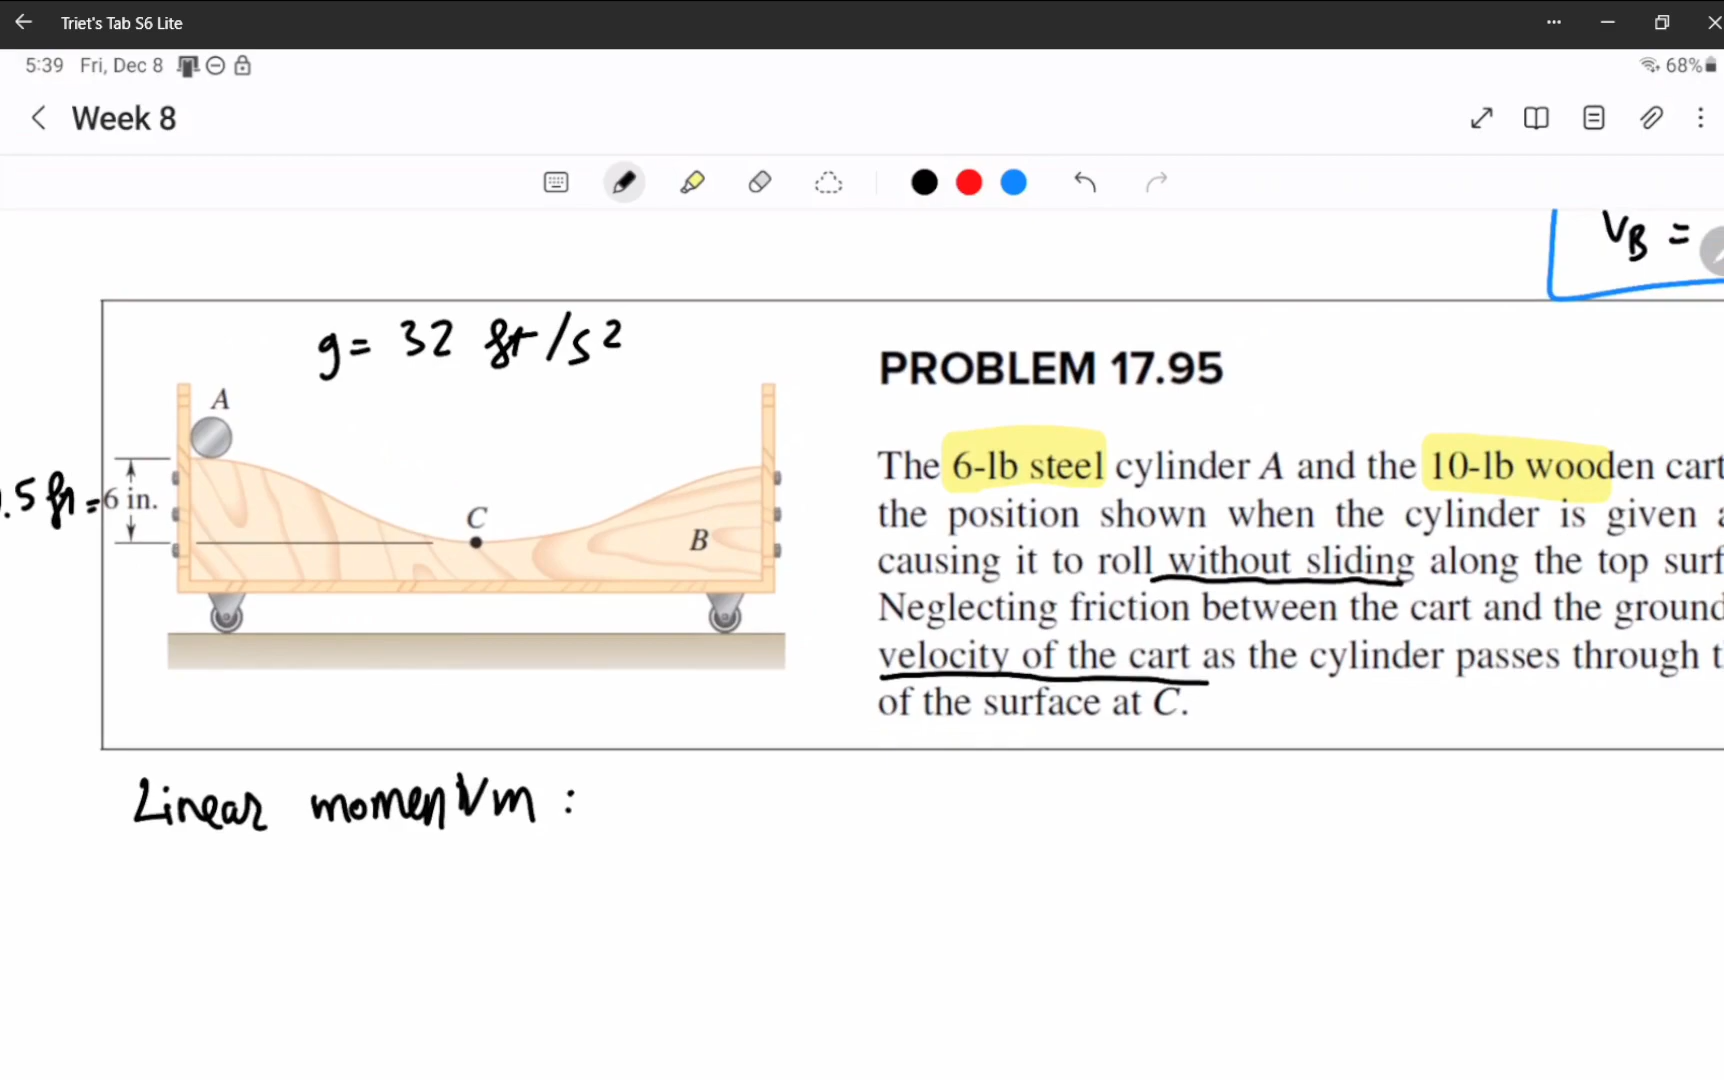 Triet's Tab S6 Lite
5:39 Fri, Dec 8
68%
Week 8
VB =
g = 32 ft/s2
PROBLEM 17.95
A
The 6-lb steel cylinder A and the 10-lb wooden cart
.5 ft = 6 in.
the position shown when the cylinder is given
C
B
causing it to roll without sliding along the top surf
Neglecting friction between the cart and the ground
velocity of the cart as the cylinder passes through t
of the surface at C.
Linear momentum :